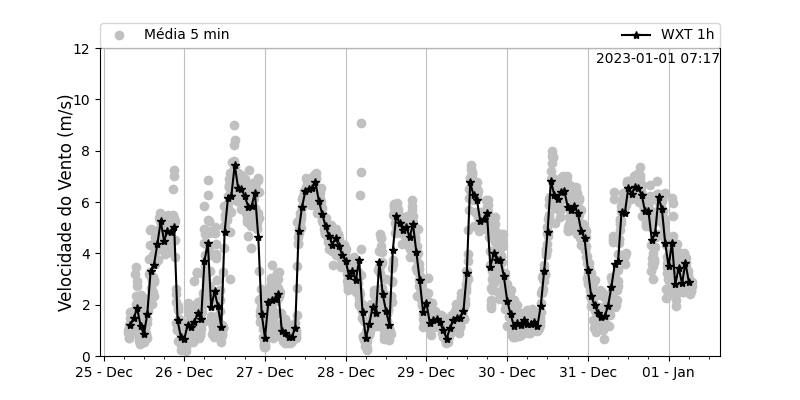 Média 5 min
WXT 1h
2023-01-01 07:17
Velocidade do Vento (m/s)
12
10
8
6
4
2
0
25 - Dec 26 - Dec 27 - Dec 28 - Dec 29 - Dec 30 - Dec 31 - Dec 01 - Jan